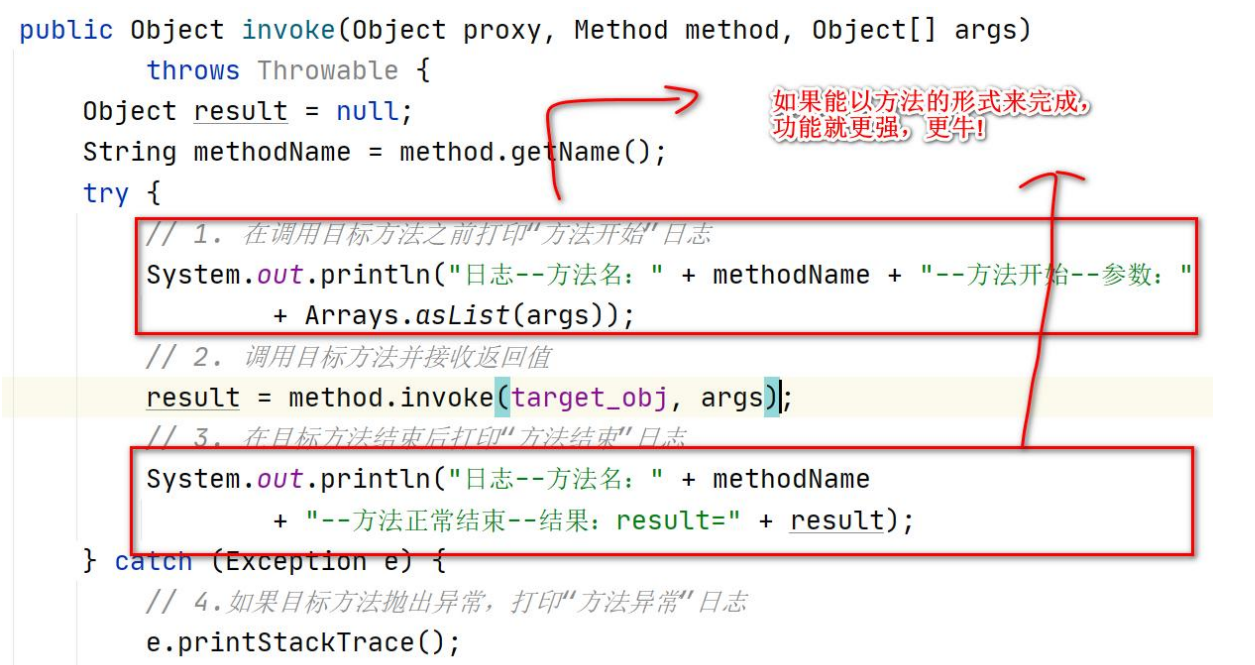 public Object invoke(Object proxy, Method method, Object[] args)
throws Throwable {
Object result = null;
String methodName = method.getName();
如果能以方法的形式来完成，
功能就更强，更牛!
try {
// 1. 在调用目标方法之前打印"方法开始"日志
System.out.println("日志--方法名：" + methodName + "--方法开始--参数："
+ Arrays.asList(args));
// 2. 调用目标方法并接收返回值
result = method.invoke(target_obj, args);
// 3. 在目标方法结束后打印"方法结束"日志
System.out.println("日志--方法名：" + methodName
+ "--方法正常结束--结果：result=" + result);
} catch (Exception e) {
// 4.如果目标方法抛出异常，打印"方法异常"日志
e.printStackTrace();